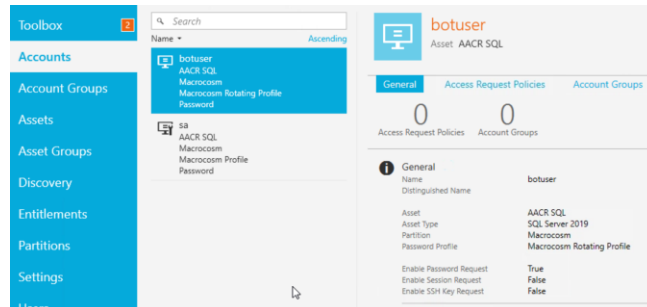 Toolbox 2
Accounts
Account Groups
Assets
Asset Groups
Discovery
Entitlements
Partitions
Settings
Users
Search
Name Ascending
botuser
AACR SQL
Macrocosm
Macrocosm Rotating Profile
Password
sa
AACR SQL
Macrocosm
Macrocosm Profile
Password
botuser
Asset AACR SQL
General Access Request Policies Account Groups
0 0
Access Request Policies Account Groups
General
Name botuser
Distinguished Name
Asset AACR SQL
Asset Type SQL Server 2019
Partition Macrocosm
Password Profile Macrocosm Rotating Profile
Enable Password Request True
Enable Session Request False
Enable SSH Key Request False